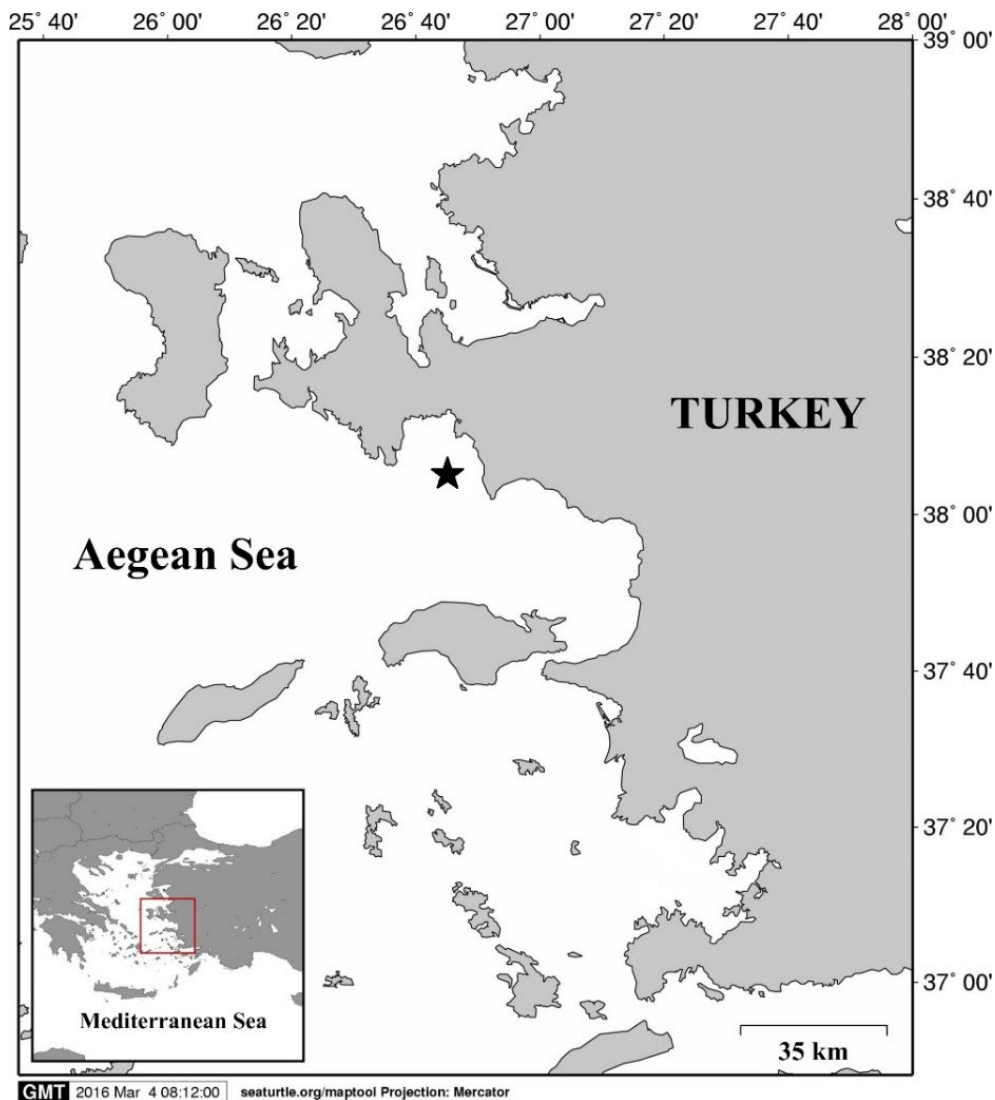 25° 40' 26° 00' 26° 20' 26° 40' 27° 00' 27° 20' 27° 40' 28° 00'
39° 00'
38° 40'
38° 20'
TURKEY
38° 00'
Aegean Sea
37° 40'
37° 20'
37° 00'
Mediterranean Sea
35 km
GMT 2016 Mar 4 08:12:00 seaturtle.org/maptool Projection: Mercator